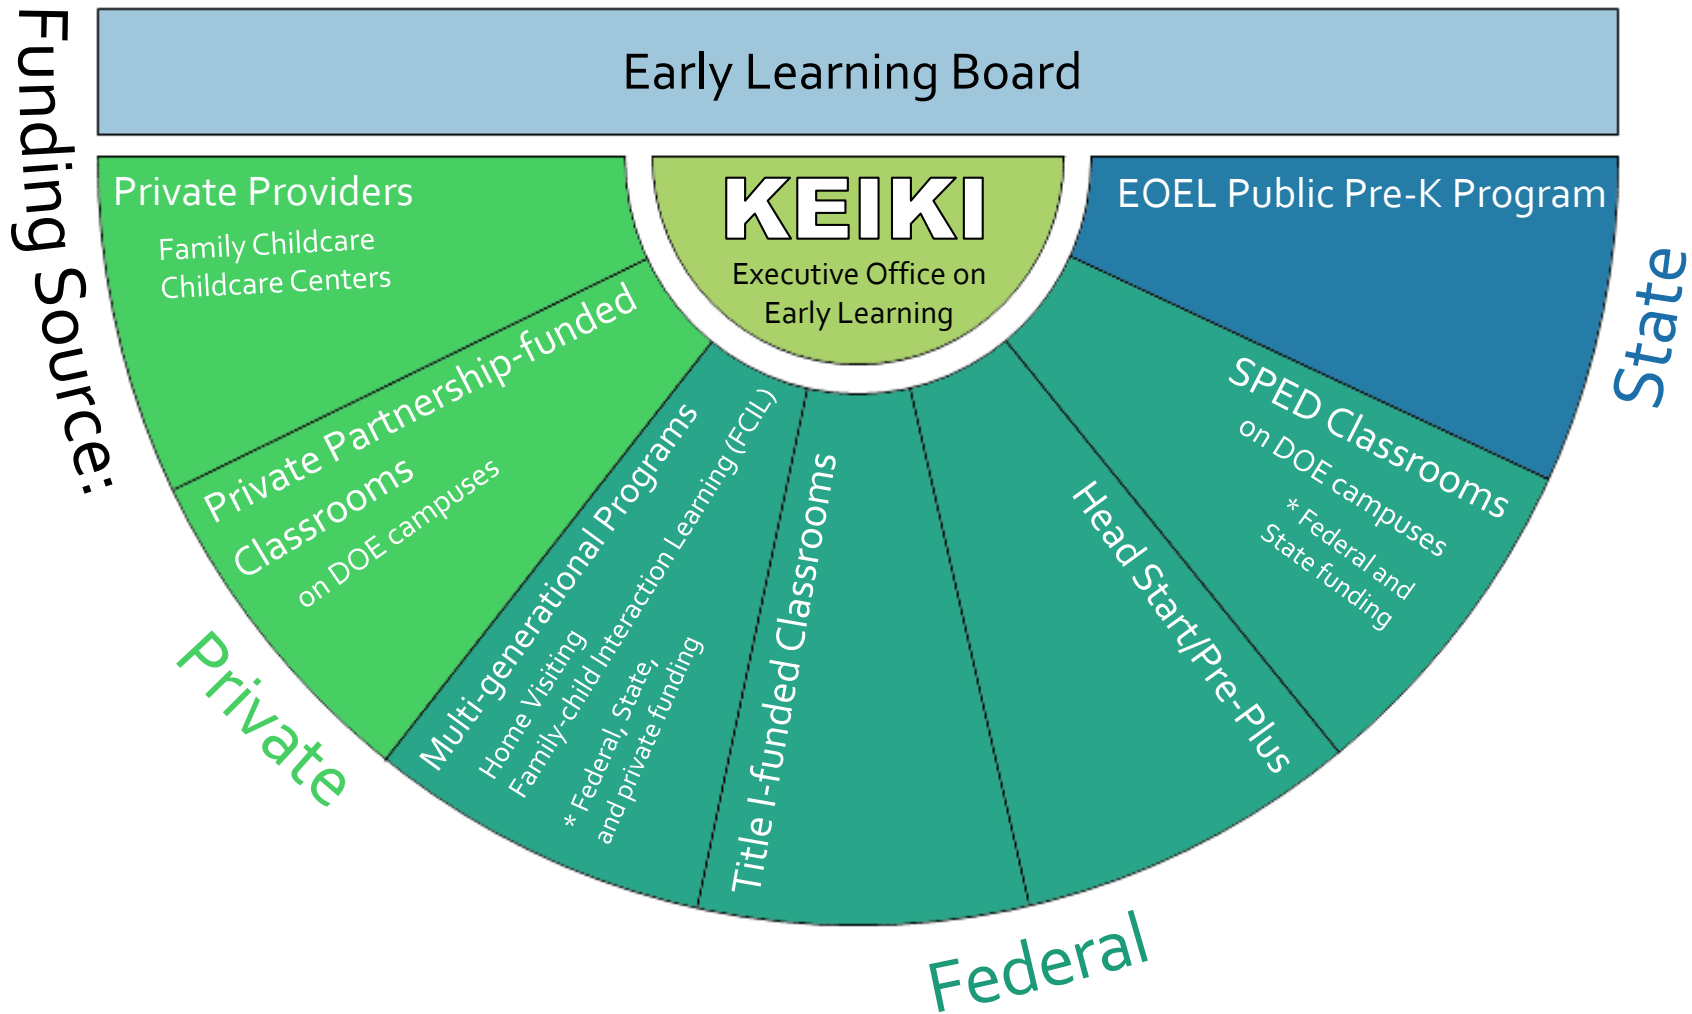 Funding Source:
Early Learning Board
KEIKI
Executive Office on
Early Learning
Private Providers
Family Childcare
Childcare Centers
Private Partnership-funded
Classrooms
on DOE campuses
Multi-generational Programs
Home Visiting
Family-child Interaction Learning (FCIL)
* Federal, State,
and private funding
Title I-funded Classrooms
Head Start/Pre-Plus
SPED Classrooms
on DOE campuses
* Federal and
State funding
EOEL Public Pre-K Program
Private
Federal
State